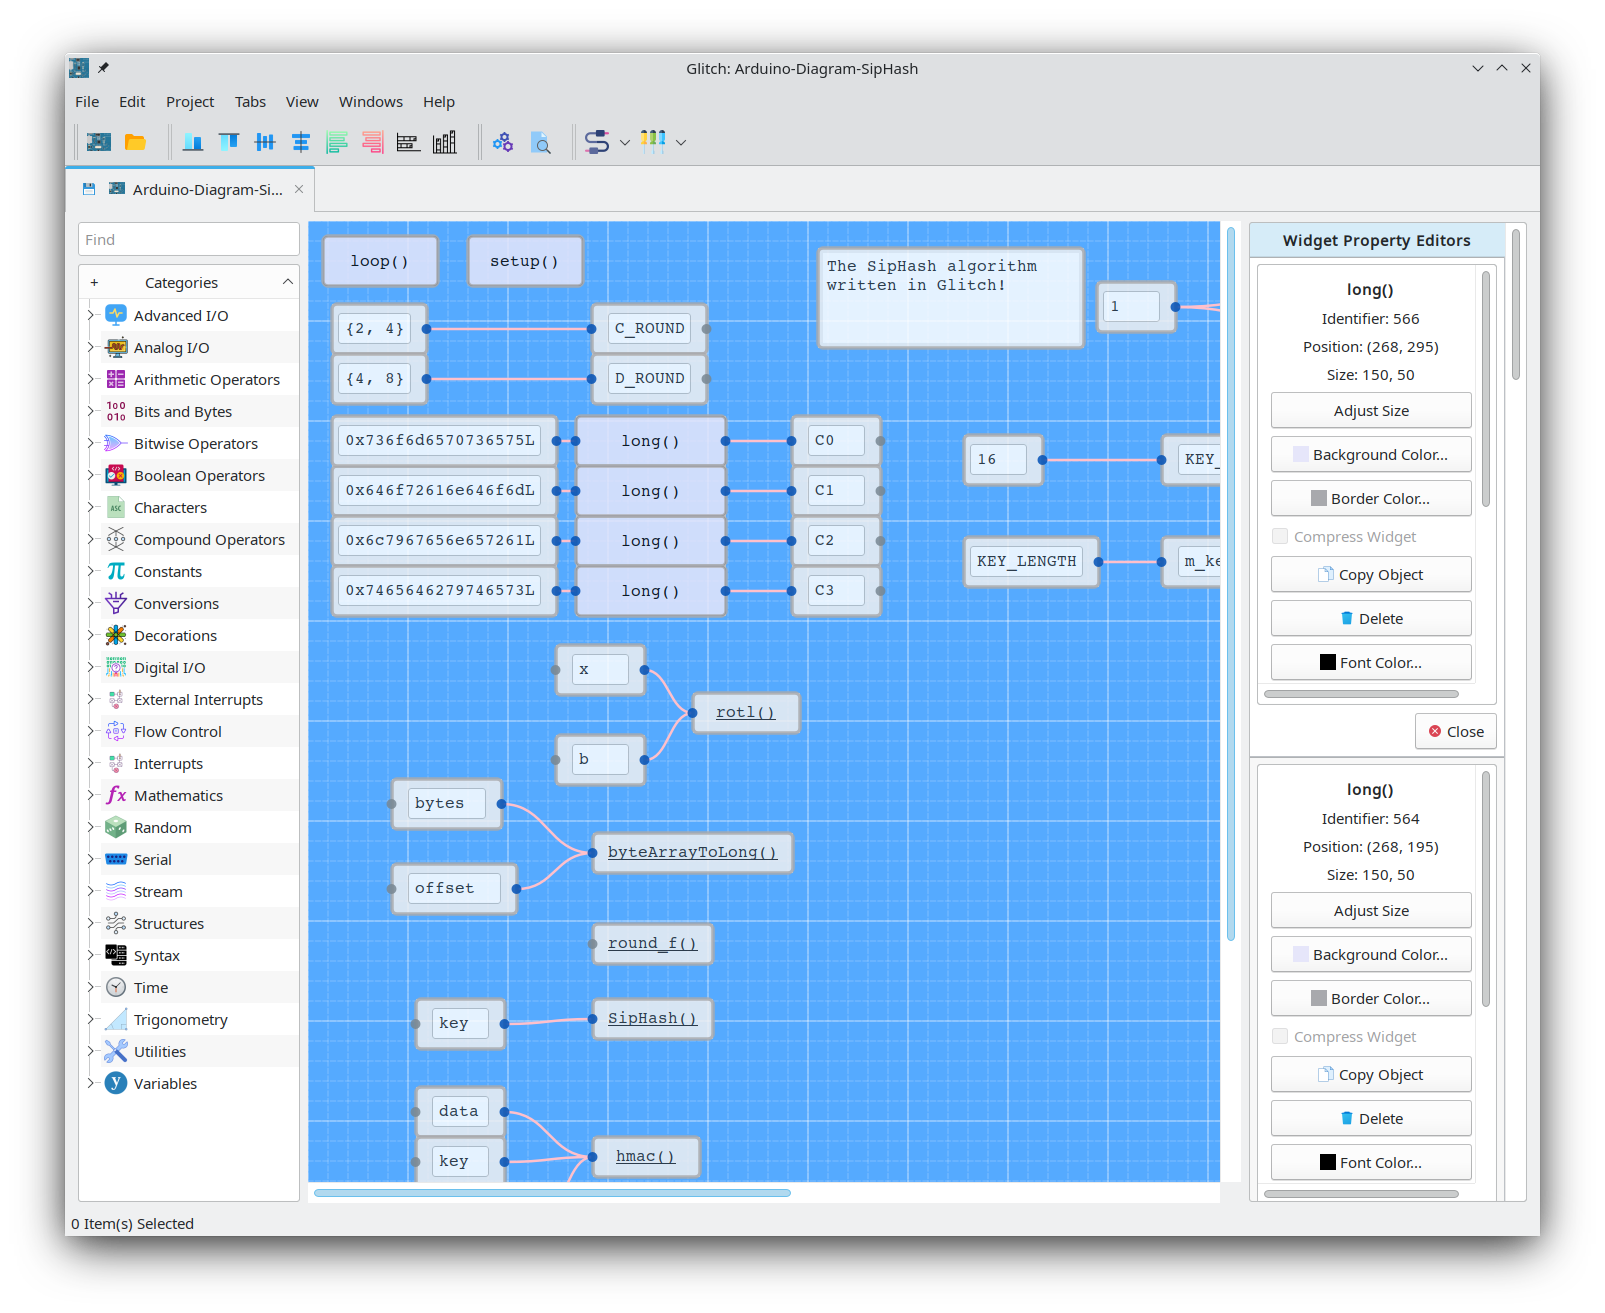 Glitch: Arduino-Diagram-SipHash
File Edit Project Tabs View Windows Help
Arduino-Diagram-Si...
Find
+ Categories
Advanced I/O
Analog I/O
Arithmetic Operators
Bits and Bytes
Bitwise Operators
Boolean Operators
Characters
Compound Operators
Constants
Conversions
Decorations
Digital I/O
External Interrupts
Flow Control
Interrupts
Mathematics
Random
Serial
Stream
Structures
Syntax
Time
Trigonometry
Utilities
Variables
loop()
setup()
The SipHash algorithm
written in Glitch!
1
{2, 4}
C_ROUND
{4, 8}
D_ROUND
0x736f6d6570736575L
long()
C0
0x646f72616e646f6dL
long()
C1
0x6c7967656e657261L
long()
C2
0x7465646279746573L
long()
C3
16
KEY_
KEY_LENGTH
m_ke
x
rotl()
b
bytes
byteArrayToLong()
offset
round_f()
key
SipHash()
data
key
hmac()
Widget Property Editors
long()
Identifier: 566
Position: (268, 295)
Size: 150, 50
Adjust Size
Background Color...
Border Color...
Compress Widget
Copy Object
Delete
Font Color...
Close
long()
Identifier: 564
Position: (268, 195)
Size: 150, 50
Adjust Size
Background Color...
Border Color...
Compress Widget
Copy Object
Delete
Font Color...
0 Item(s) Selected